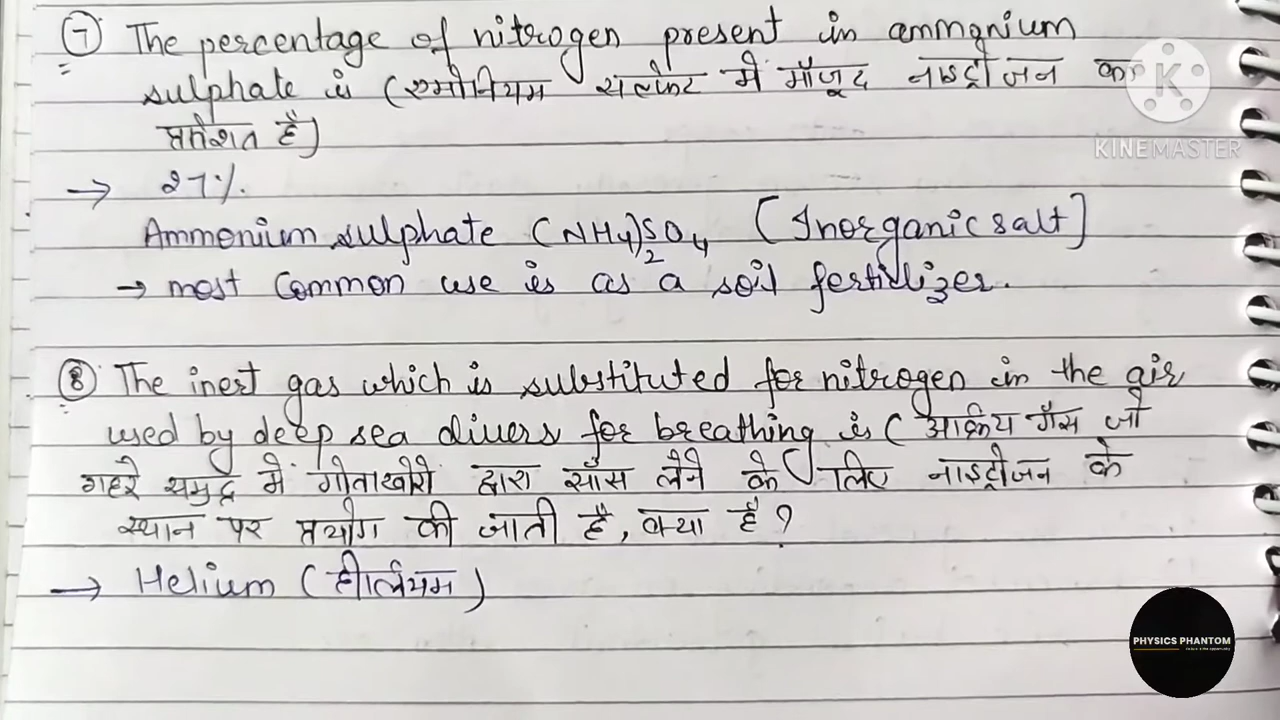 ⑦ The percentage of nitrogen present in ammonium
sulphate is (एमोनियम सल्फेट में मौजूद नाइट्रोजन का
प्रतिशत है)
→ 27%.
Ammonium sulphate (NH4)2SO4 [Inorganic salt]
→ most Common use is as a soil fertilizer.
⑧ The inert gas which is substituted for nitrogen in the air
used by deep sea divers for breathing is (अक्रिय गैस जो
गहरे समुद्र में गोताखोरों द्वारा साँस लेने के लिए नाइट्रोजन के
स्थान पर प्रयोग की जाती है, क्या है?
→ Helium (हीलियम)
KINEMASTER
PHYSICS PHANTOM